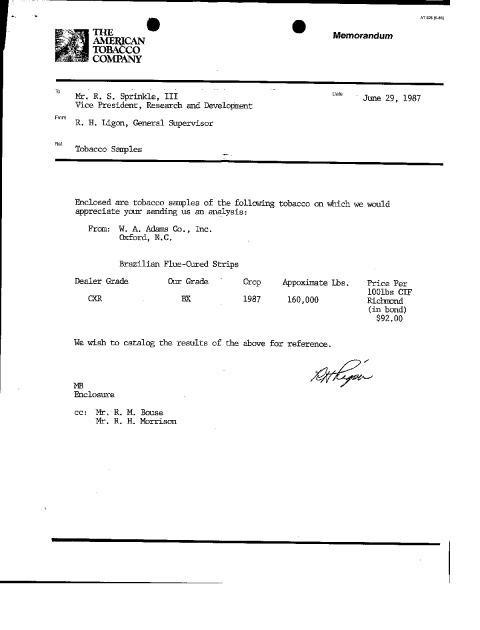 AT 826 (6-86)
THE
AMERICAN
TOBACCO
COMPANY
Memorandum
To Mr. R. S. Sprinkle, III
Vice President, Research and Development
Date June 29, 1987
From R. H. Ligon, General Supervisor
Ref. Tobacco Samples
Enclosed are tobacco samples of the following tobacco on which we would
appreciate your sending us an analysis:
From: W. A. Adams Co., Inc.
Oxford, N.C.
Brazilian Flue-Cured Strips
Dealer Grade Our Grade Crop Appoximate Lbs. Price Per
100lbs CIF
CXR BX 1987 160,000 Richmond
(in bond)
$92.00
We wish to catalog the results of the above for reference.
RHLigon
MB
Enclosure
cc: Mr. R. M. Bouse
Mr. R. H. Morrison